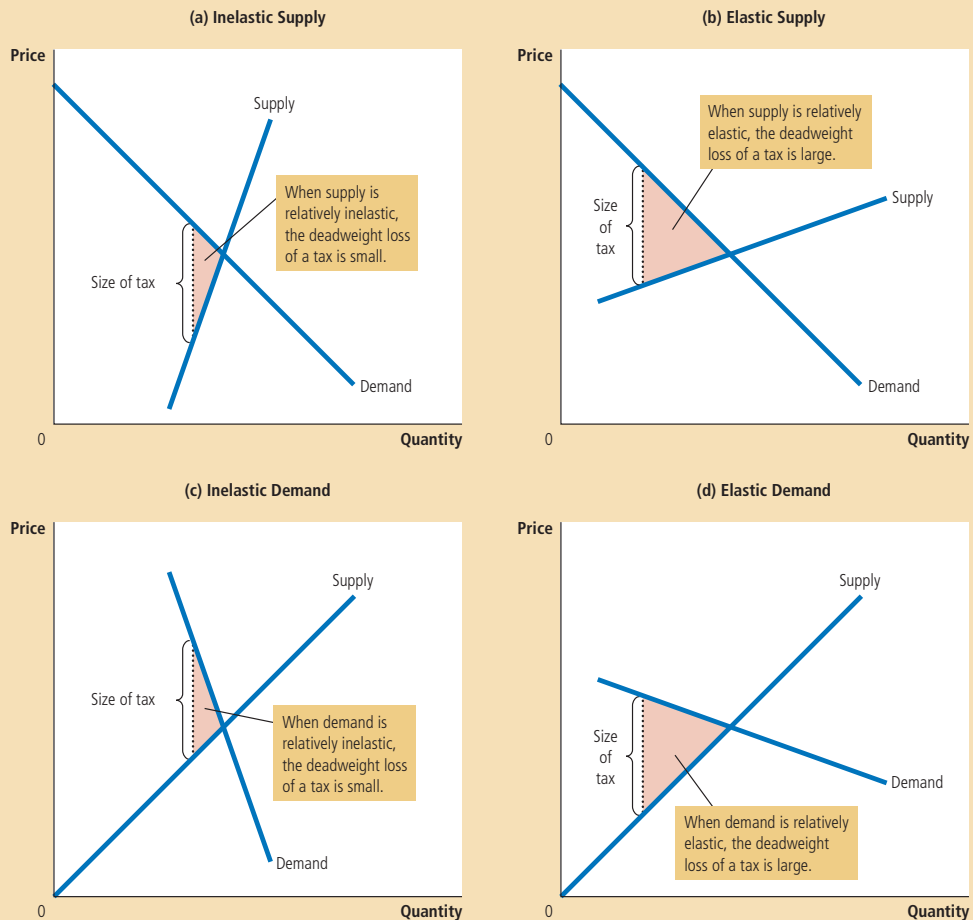 (a) Inelastic Supply
Price
Supply
When supply is
relatively inelastic,
the deadweight loss
of a tax is small.
Size of tax
Demand
0
Quantity
(b) Elastic Supply
Price
When supply is relatively
elastic, the deadweight
loss of a tax is large.
Supply
Size
of
tax
Demand
0
Quantity
(c) Inelastic Demand
Price
Supply
Size of tax
When demand is
relatively inelastic,
the deadweight loss
of a tax is small.
Demand
0
Quantity
(d) Elastic Demand
Price
Supply
Size
of
tax
Demand
When demand is relatively
elastic, the deadweight
loss of a tax is large.
0
Quantity